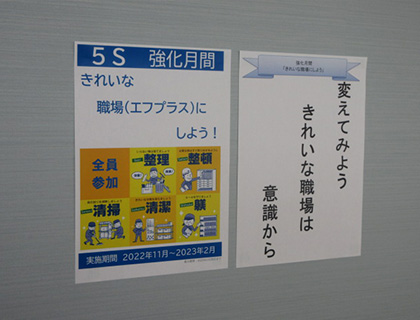 5S 強化月間
きれいな
職場(エフプラス)に
しよう!
全員
参加
整理
整頓
清掃
清潔
躾
実施期間 2022年11月~2023年2月
強化月間
「きれいな職場にしよう」
変えてみよう
きれいな職場は
意識から